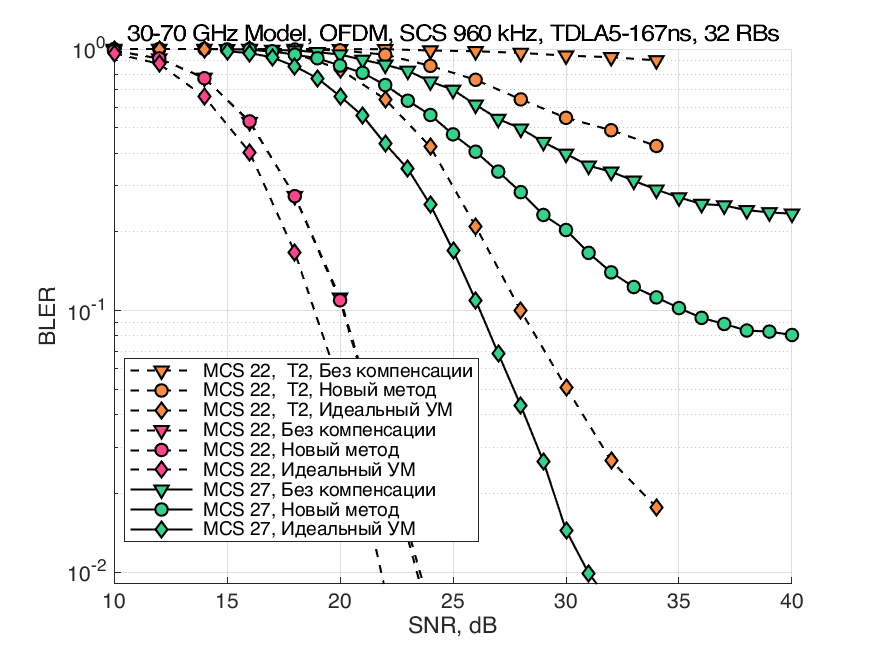 30-70 GHz Model, OFDM, SCS 960 kHz, TDLA5-167ns, 32 RBs
10⁰
10⁻¹
10⁻²
BLER
MCS 22, T2, Без компенсации
MCS 22, T2, Новый метод
MCS 22, T2, Идеальный УМ
MCS 22, Без компенсации
MCS 22, Новый метод
MCS 22, Идеальный УМ
MCS 27, Без компенсации
MCS 27, Новый метод
MCS 27, Идеальный УМ
10 15 20 25 30 35 40
SNR, dB